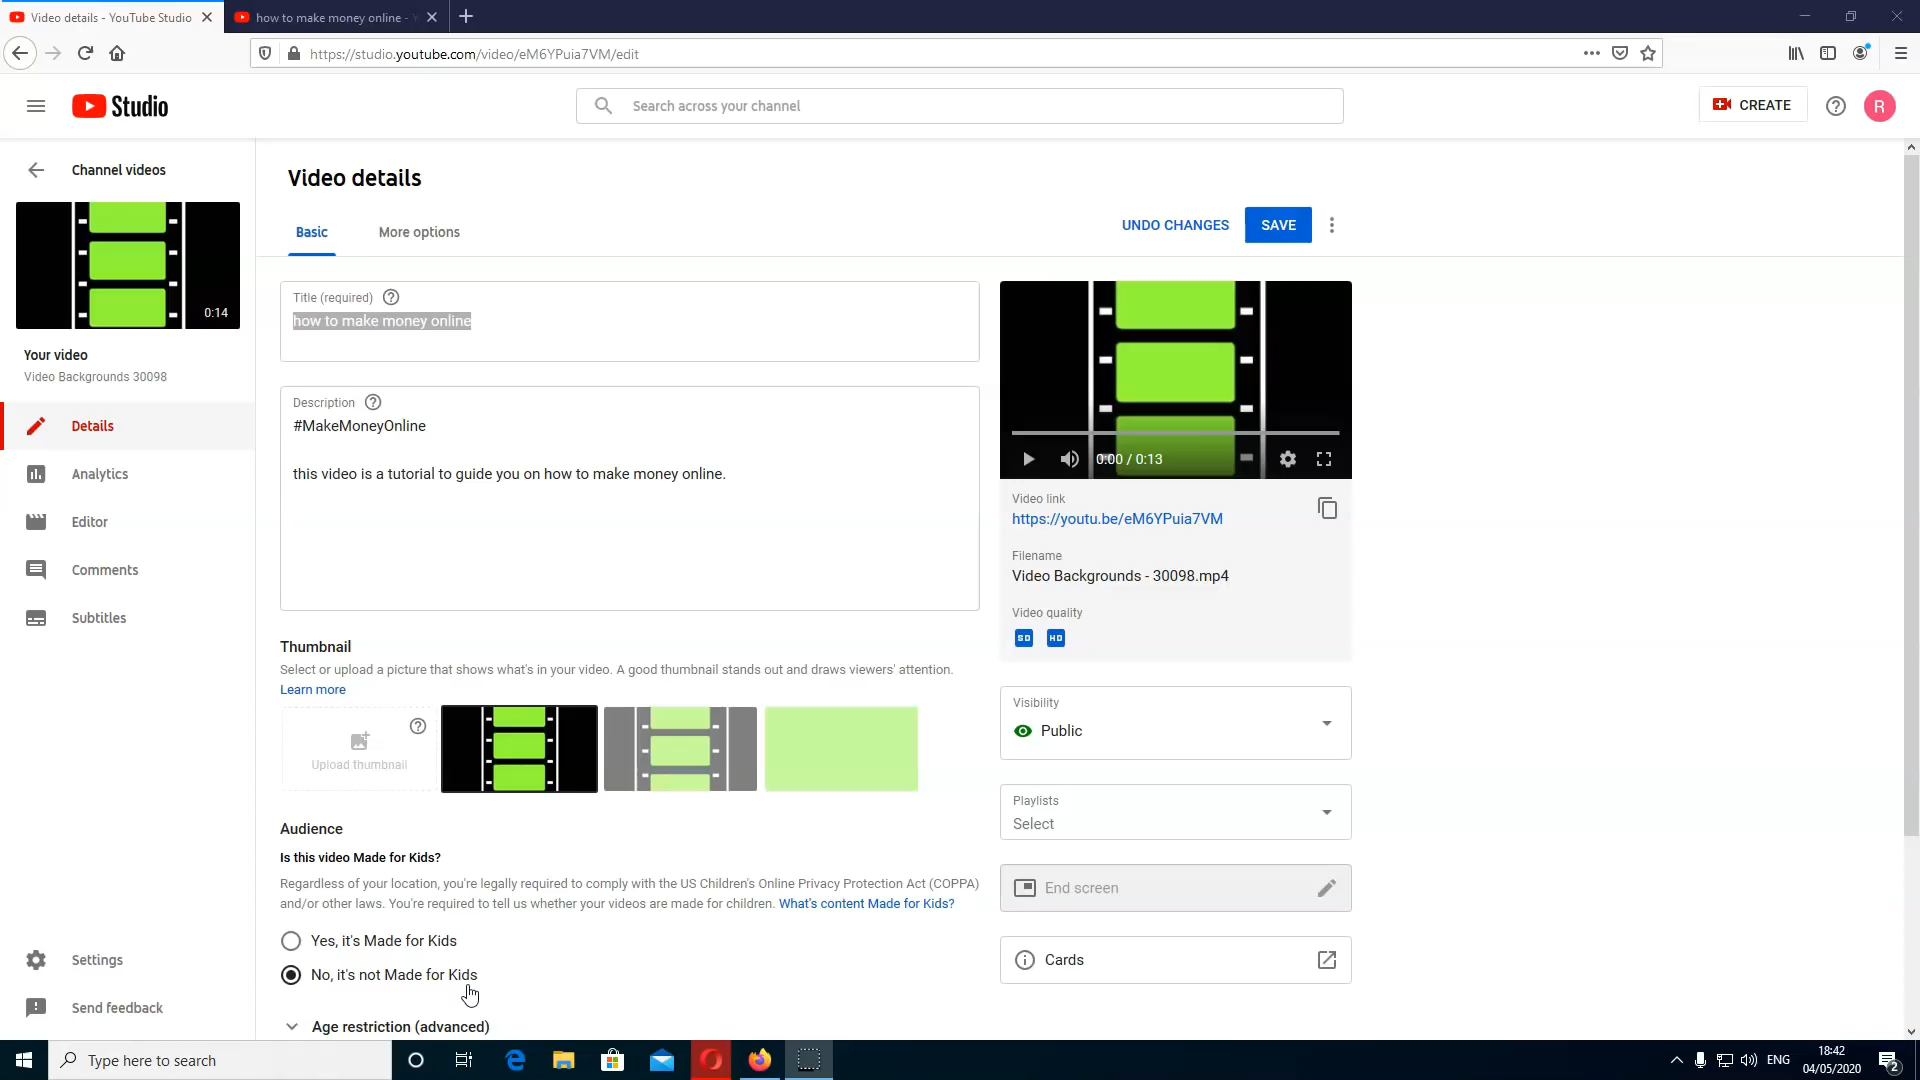 Video details - YouTube Studio
how to make money online -
https://studio.youtube.com/video/eM6YPuia7VM/edit
Studio
Search across your channel
CREATE
R
Channel videos
0:14
Your video
Video Backgrounds 30098
Details
Analytics
Editor
Comments
Subtitles
Settings
Send feedback
Video details
Basic
More options
UNDO CHANGES
SAVE
Title (required)
how to make money online
Description
#MakeMoneyOnline
this video is a tutorial to guide you on how to make money online.
Thumbnail
Select or upload a picture that shows what's in your video. A good thumbnail stands out and draws viewers' attention.
Learn more
Upload thumbnail
Audience
Is this video Made for Kids?
Regardless of your location, you're legally required to comply with the US Children's Online Privacy Protection Act (COPPA)
and/or other laws. You're required to tell us whether your videos are made for children. What's content Made for Kids?
Yes, it's Made for Kids
No, it's not Made for Kids
Age restriction (advanced)
0:00 / 0:13
Video link
https://youtu.be/eM6YPuia7VM
Filename
Video Backgrounds - 30098.mp4
Video quality
SD HD
Visibility
Public
Playlists
Select
End screen
Cards
Type here to search
ENG
18:42
04/05/2020
2